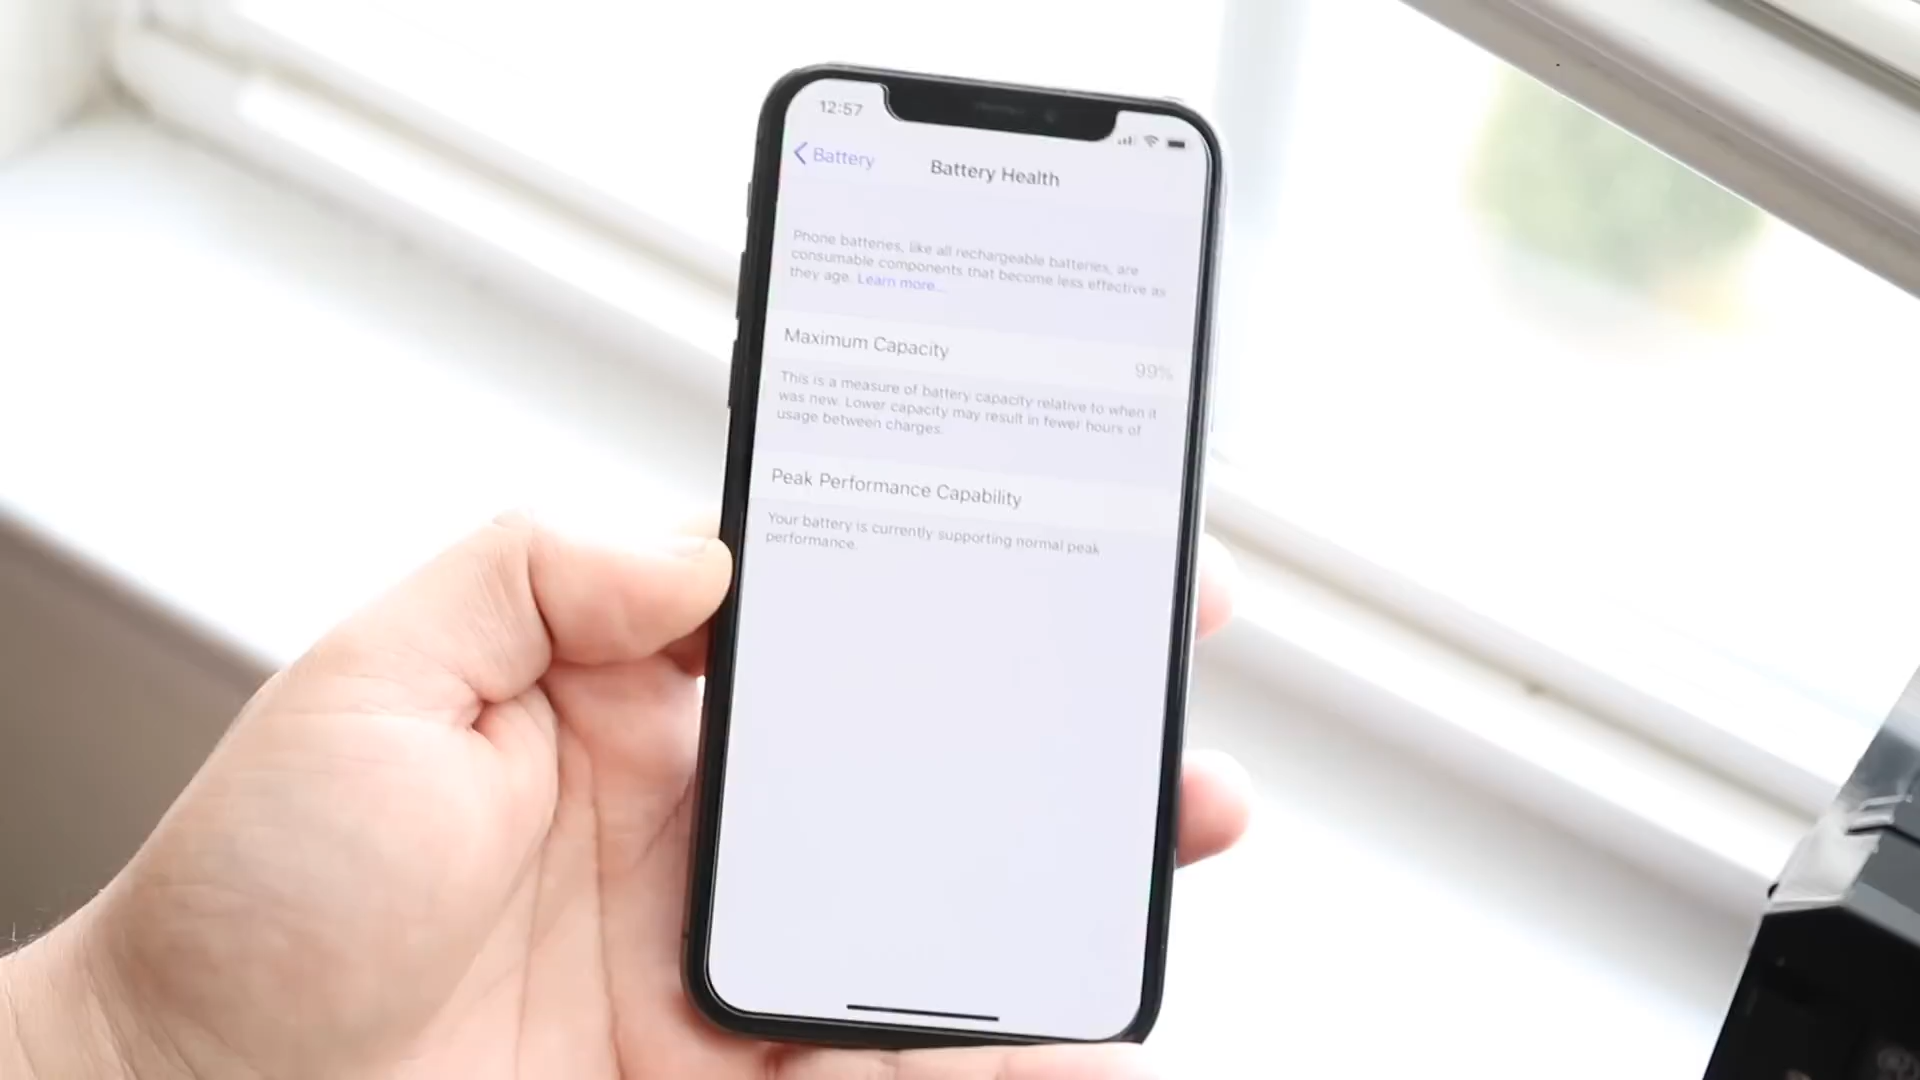 12:57
Battery
Battery Health
Phone batteries, like all rechargeable batteries, are
consumable components that become less effective as
they age. Learn more...
Maximum Capacity
99%
This is a measure of battery capacity relative to when it
was new. Lower capacity may result in fewer hours of
usage between charges.
Peak Performance Capability
Your battery is currently supporting normal peak
performance.